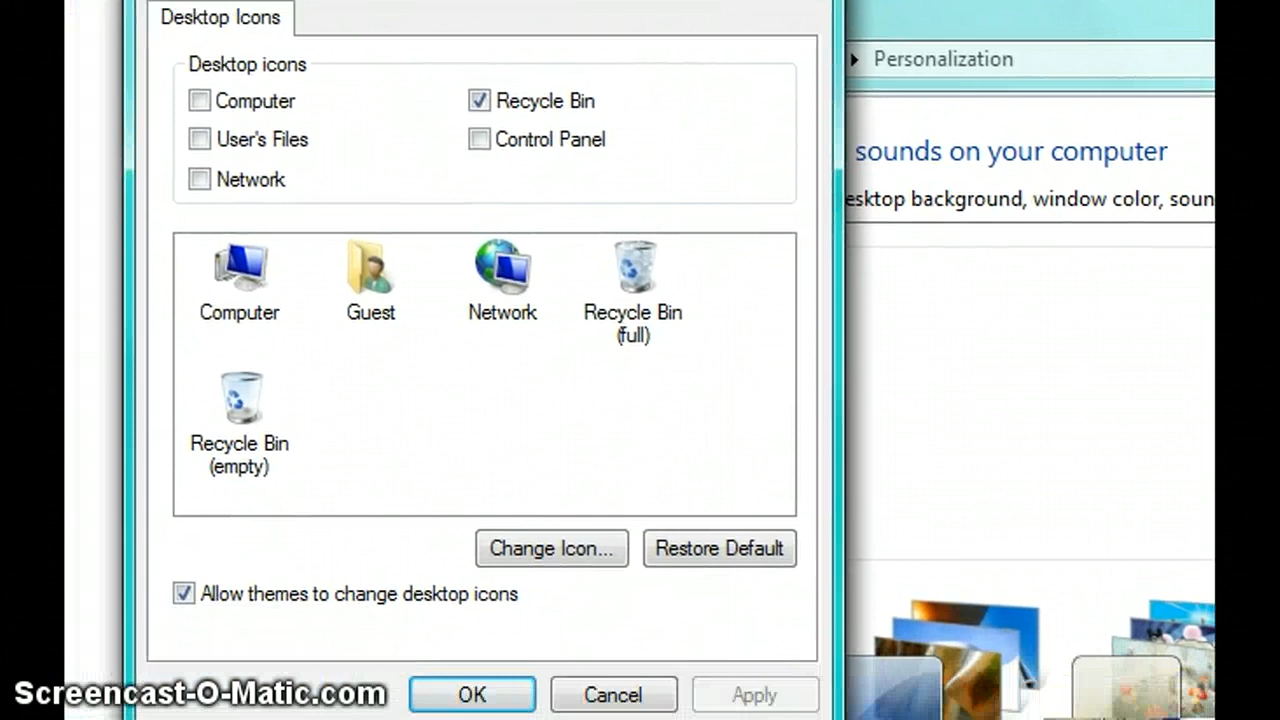 Desktop Icons
Personalization
Desktop icons
Computer
Recycle Bin
User's Files
Control Panel
Network
sounds on your computer
esktop background, window color, soun
Computer
Guest
Network
Recycle Bin
(full)
Recycle Bin
(empty)
Change Icon...
Restore Default
Allow themes to change desktop icons
Screencast-O-Matic.com
OK
Cancel
Apply